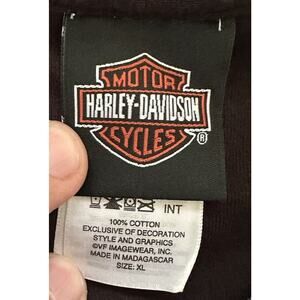 MOTOR
HARLEY-DAVIDSON
CYCLES
®
INT
100% COTTON
EXCLUSIVE OF DECORATION
STYLE AND GRAPHICS
©VF IMAGEWEAR, INC.
MADE IN MADAGASCAR
SIZE: XL